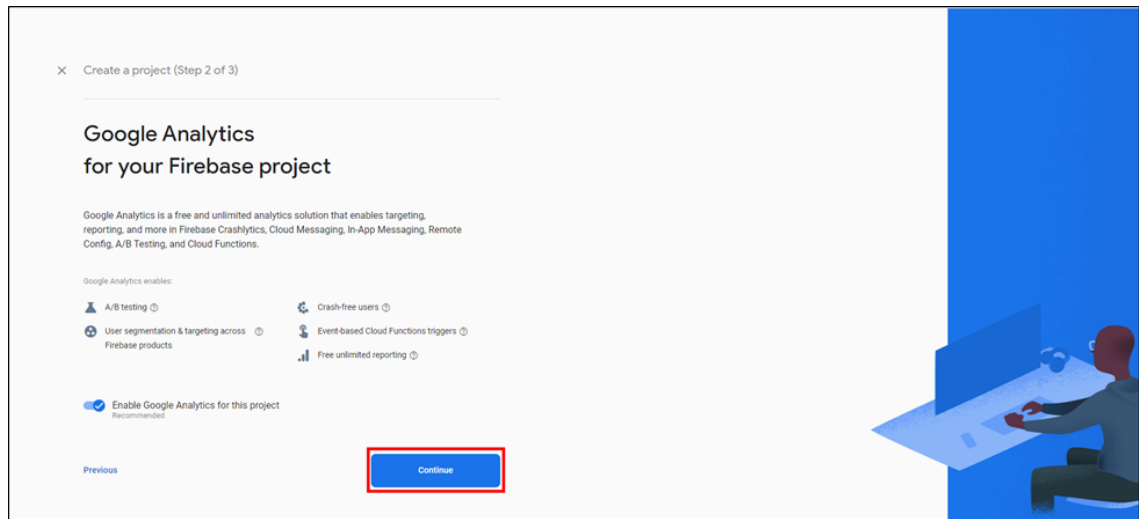 Create a project (Step 2 of 3)
Google Analytics
for your Firebase project
Google Analytics is a free and unlimited analytics solution that enables targeting,
reporting, and more in Firebase Crashlytics, Cloud Messaging, In-App Messaging, Remote
Config, A/B Testing, and Cloud Functions.
Google Analytics enables:
A/B testing
Crash-free users
User segmentation & targeting across
Firebase products
Event-based Cloud Functions triggers
Free unlimited reporting
Enable Google Analytics for this project
Recommended
Previous
Continue